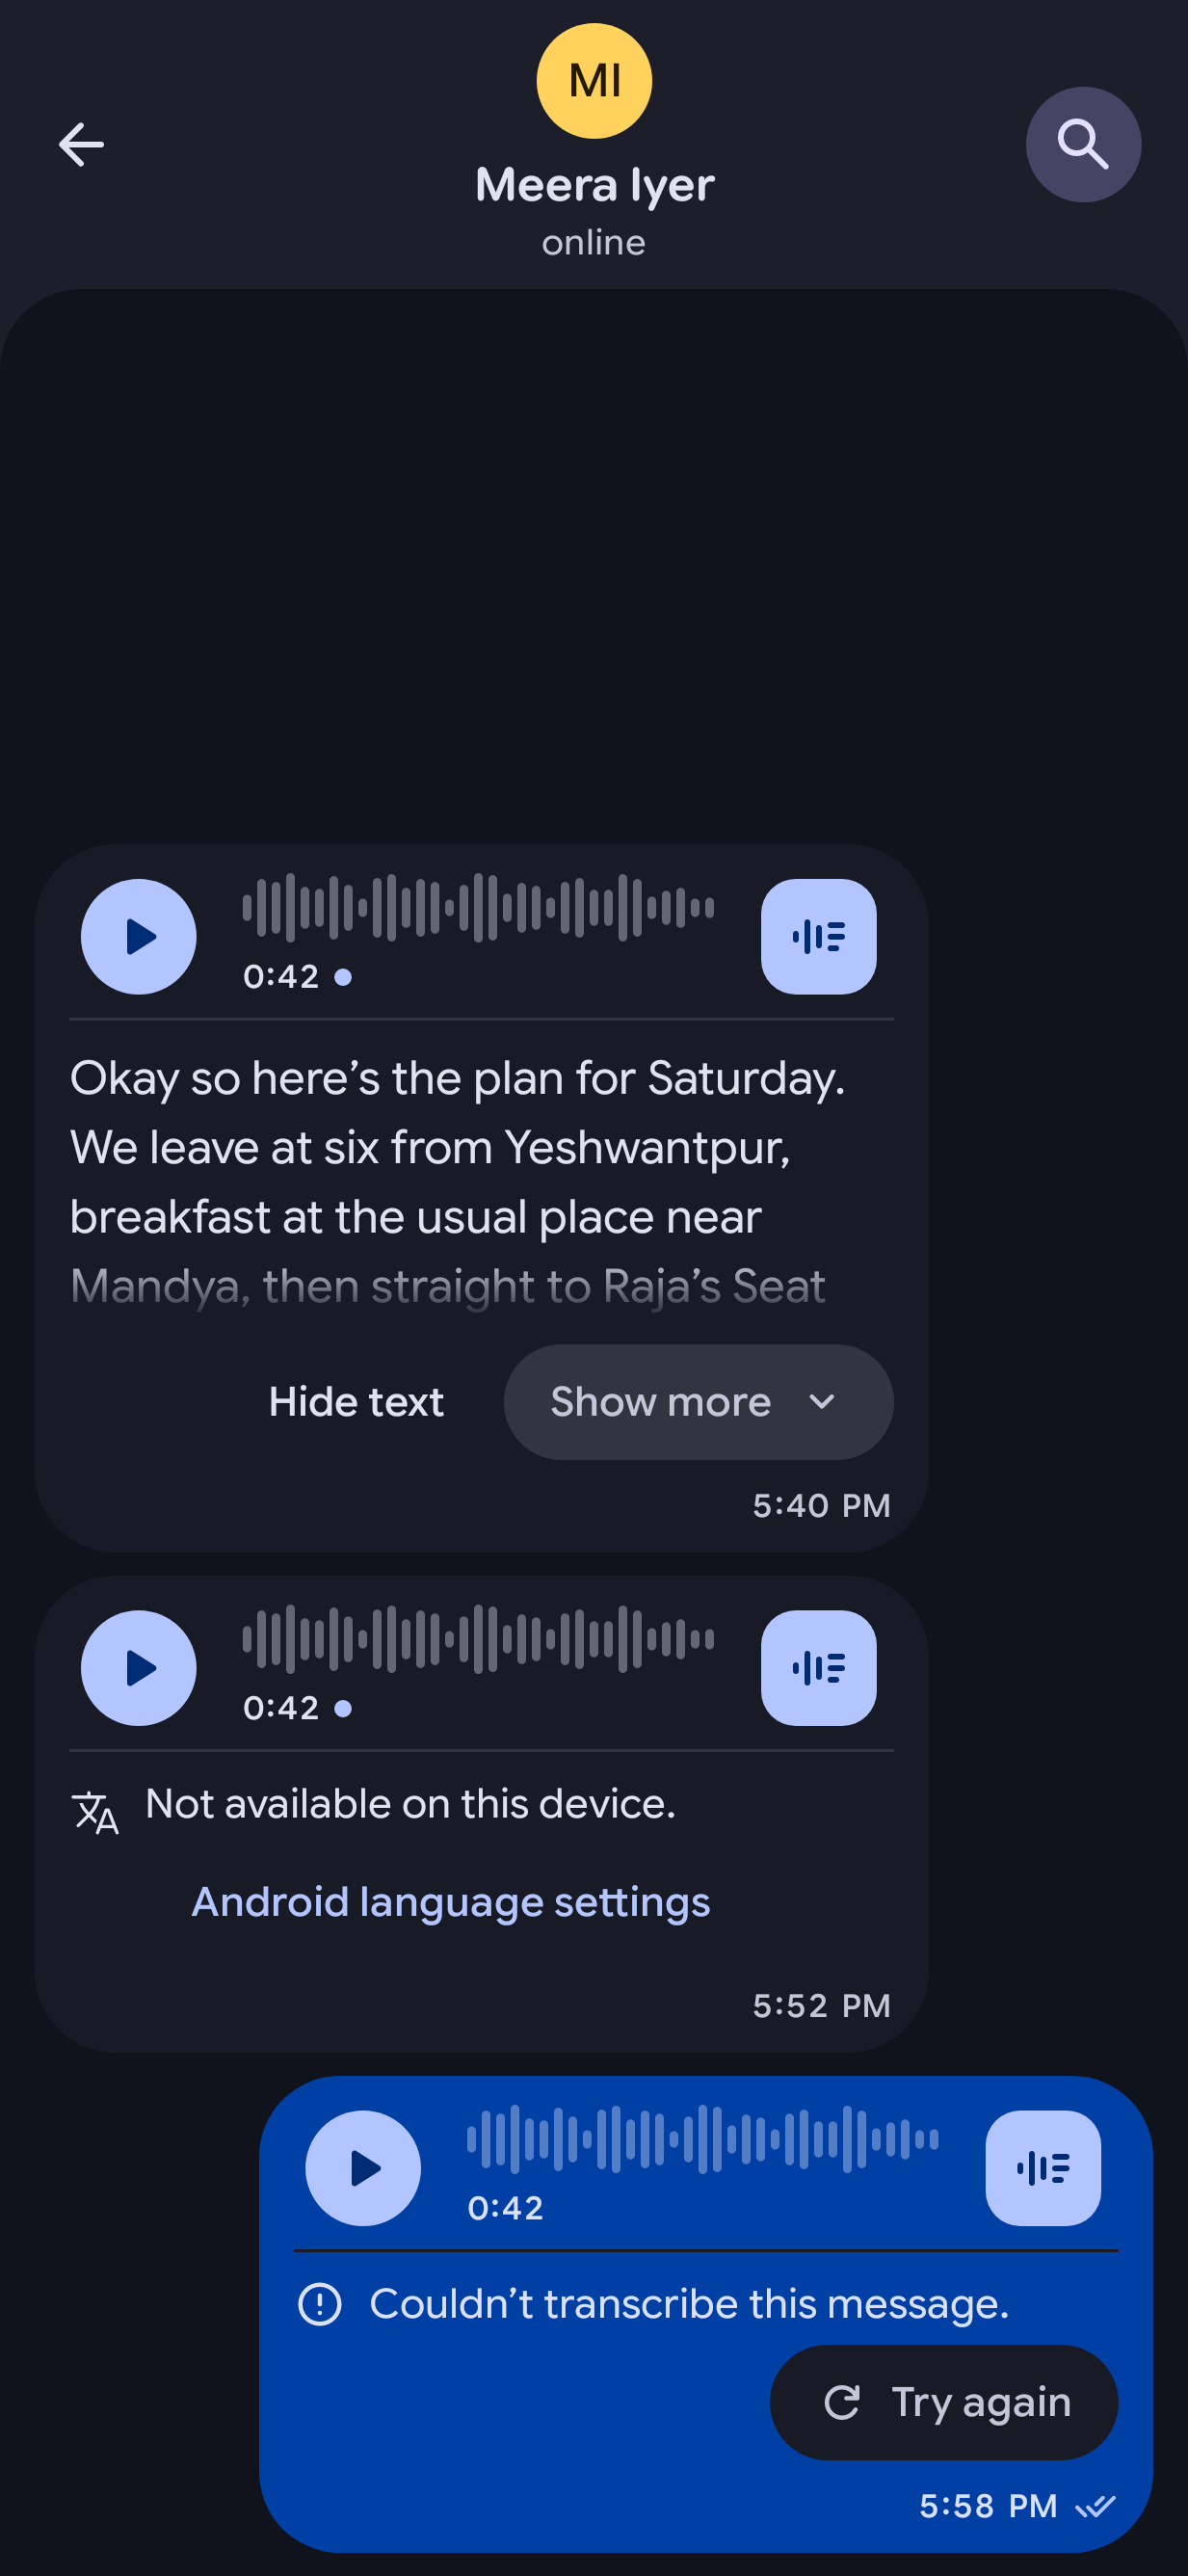 MI
Meera Iyer
online
0:42
Okay so here’s the plan for Saturday.
We leave at six from Yeshwantpur,
breakfast at the usual place near
Mandya, then straight to Raja’s Seat
Hide text
Show more
5:40 PM
0:42
Not available on this device.
Android language settings
5:52 PM
0:42
Couldn’t transcribe this message.
Try again
5:58 PM